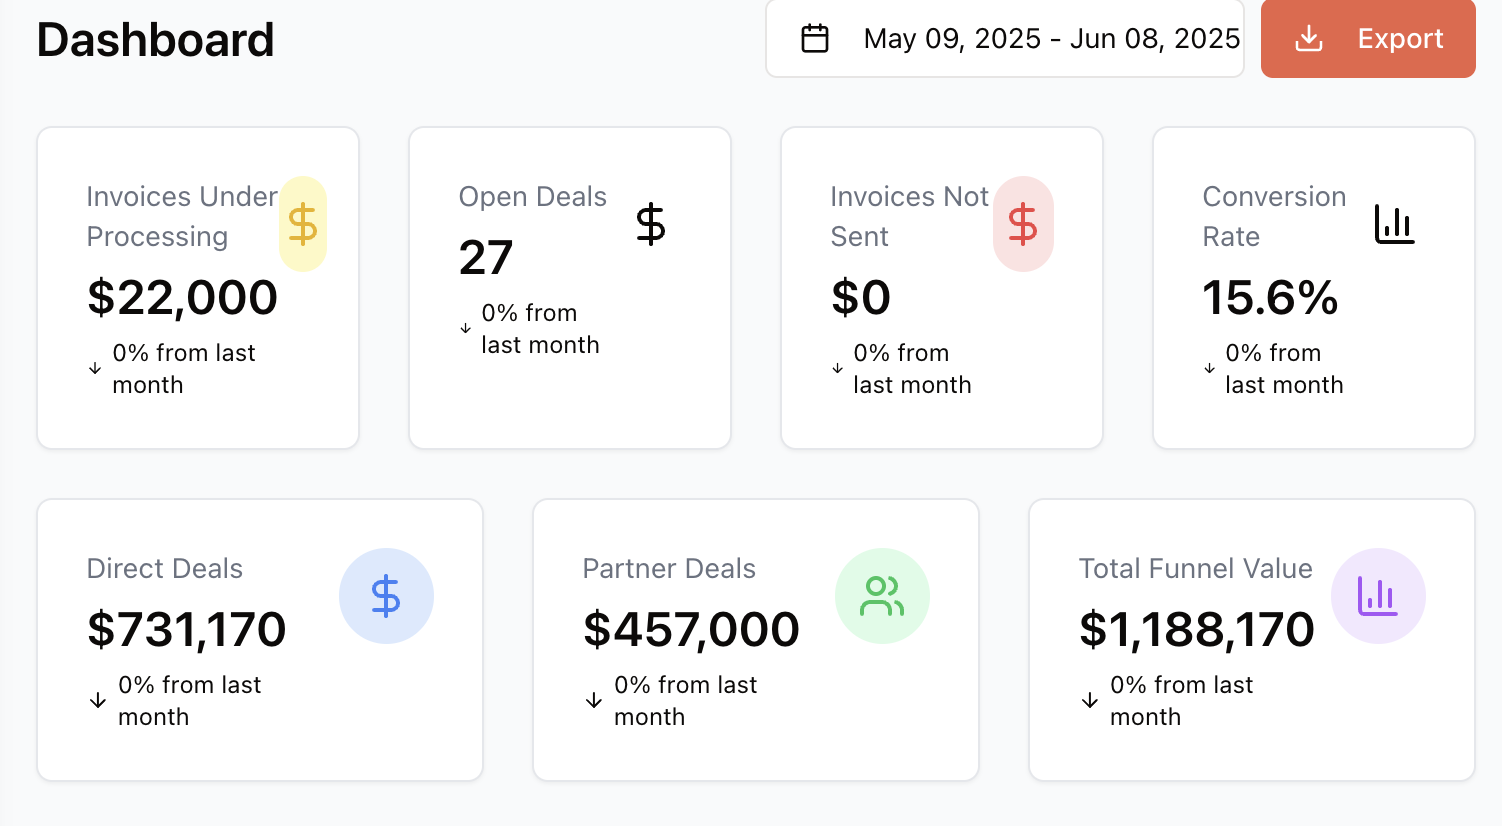 Dashboard
May 09, 2025 - Jun 08, 2025
Export
Invoices Under
Processing
$22,000
0% from last
month
Open Deals
27
0% from
last month
Invoices Not
Sent
$0
0% from
last month
Conversion
Rate
15.6%
0% from
last month
Direct Deals
$731,170
0% from last
month
Partner Deals
$457,000
0% from last
month
Total Funnel Value
$1,188,170
0% from last
month